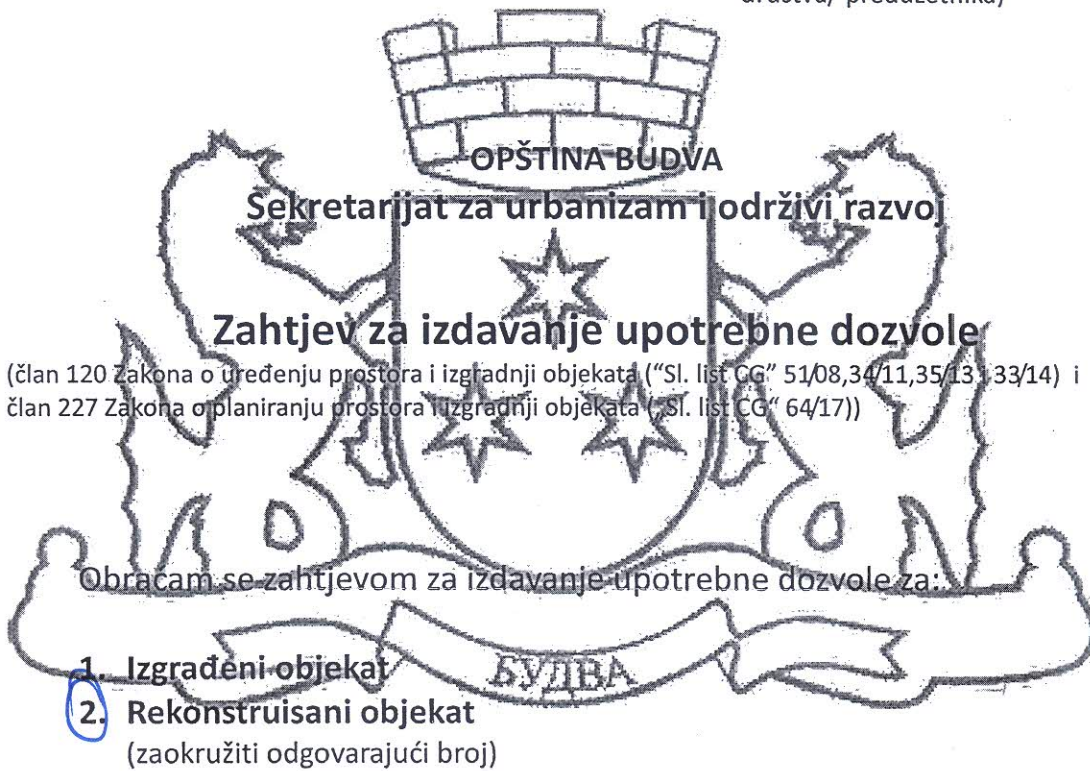 društva/ preduzetnika)
OPŠTINA BUDVA
Sekretarijat za urbanizam i održivi razvoj
Zahtjev za izdavanje upotrebne dozvole
(član 120 Zakona o uređenju prostora i izgradnji objekata (“Sl. list CG” 51/08,34/11,35/13 ,33/14) i
član 227 Zakona o planiranju prostora i izgradnji objekata („Sl. list CG“ 64/17))
Obraćam se zahtjevom za izdavanje upotrebne dozvole za:
1. Izgrađeni objekat
БУДВА
2. Rekonstruisani objekat
(zaokružiti odgovarajući broj)